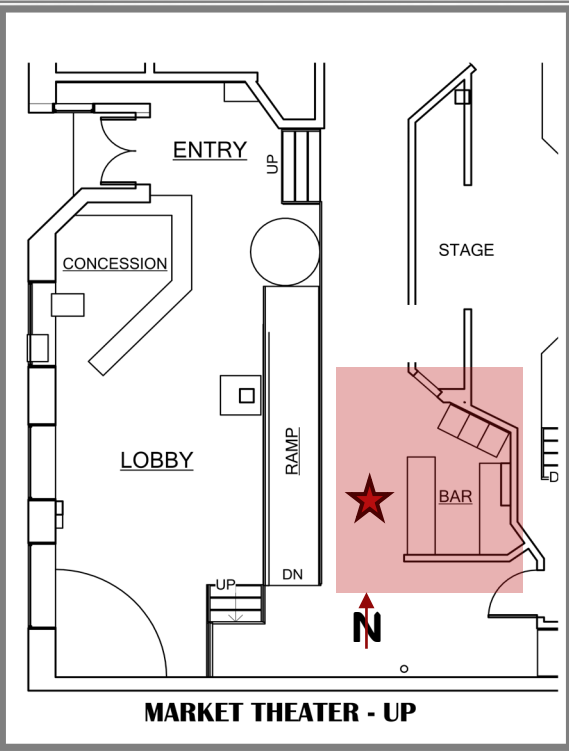 ENTRY
UP
CONCESSION
STAGE
LOBBY
RAMP
BAR
D
DN
UP
N
MARKET THEATER - UP